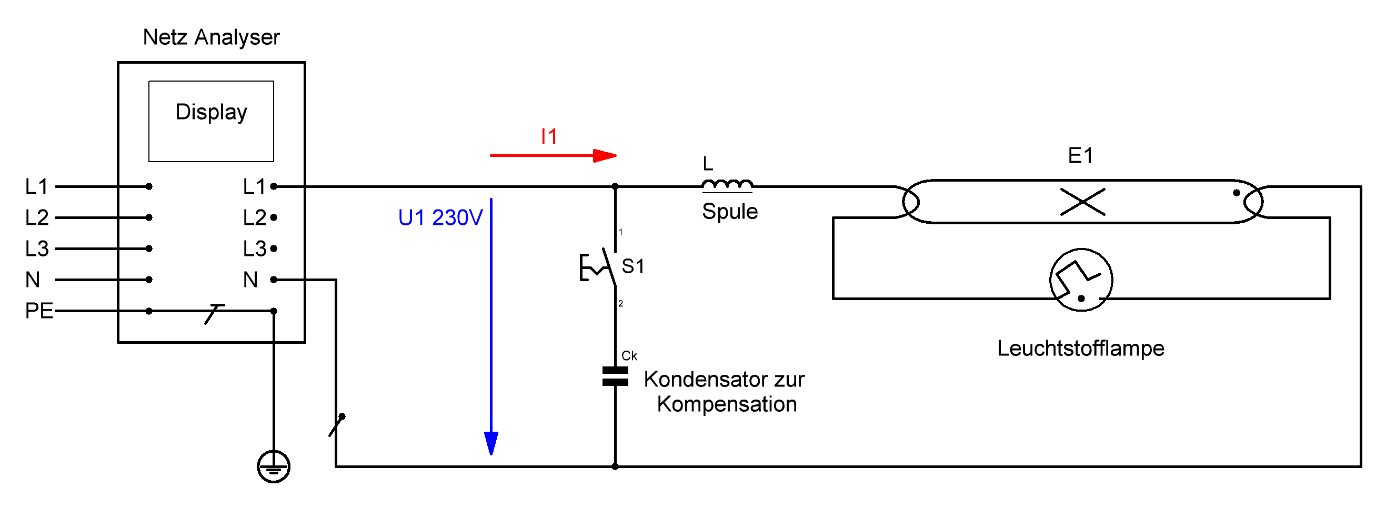 Netz Analyser
Display
I1
E1
L
L1
L1
Spule
L2
L2
U1 230V
L3
L3
1
S1
N
N
2
PE
Leuchtstofflampe
Ck
Kondensator zur
Kompensation